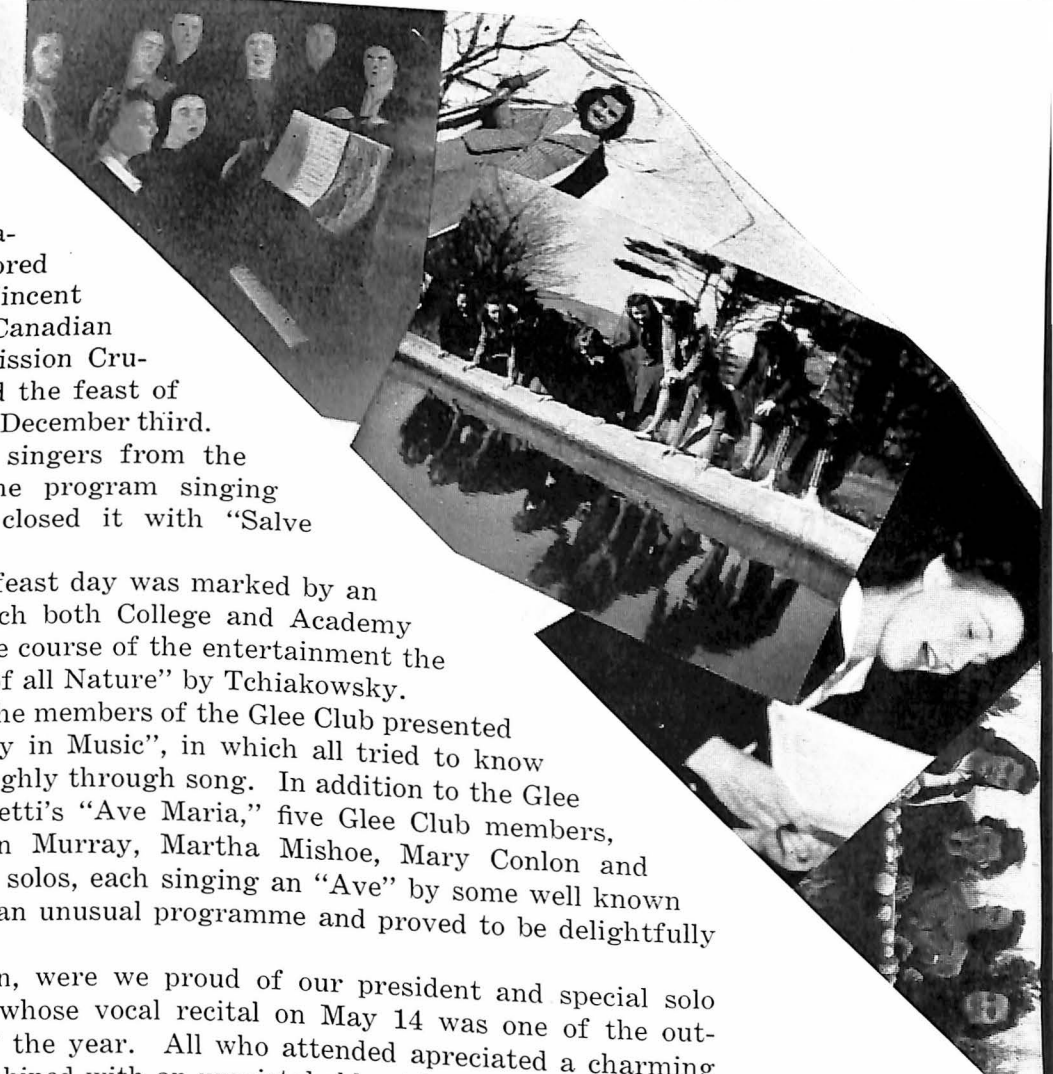 a-
ored
incent
Canadian
ission Cru-
d the feast of
December third.
singers from the
he program singing
closed it with “Salve
feast day was marked by an
ch both College and Academy
e course of the entertainment the
f all Nature” by Tchiakowsky.
he members of the Glee Club presented
y in Music”, in which all tried to know
ghly through song. In addition to the Glee
etti’s “Ave Maria,” five Glee Club members,
n Murray, Martha Mishoe, Mary Conlon and
solos, each singing an “Ave” by some well known
an unusual programme and proved to be delightfully
n, were we proud of our president and special solo
whose vocal recital on May 14 was one of the out-
the year. All who attended apreciated a charming